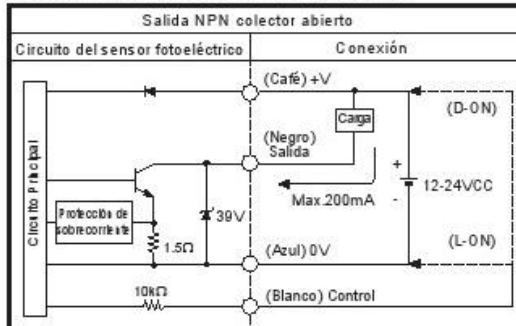 Salida NPN colector abierto
Circuito del sensor fotoeléctrico
Conexión
(Café) +V
(D-ON)
Carga
(Negro)
Salida
Circuito Principal
+
12-24VCC
-
Max.200mA
Protección de
sobrecorriente
39V
1.5Ω
(Azul) 0V
(L-ON)
10kΩ
(Blanco) Control